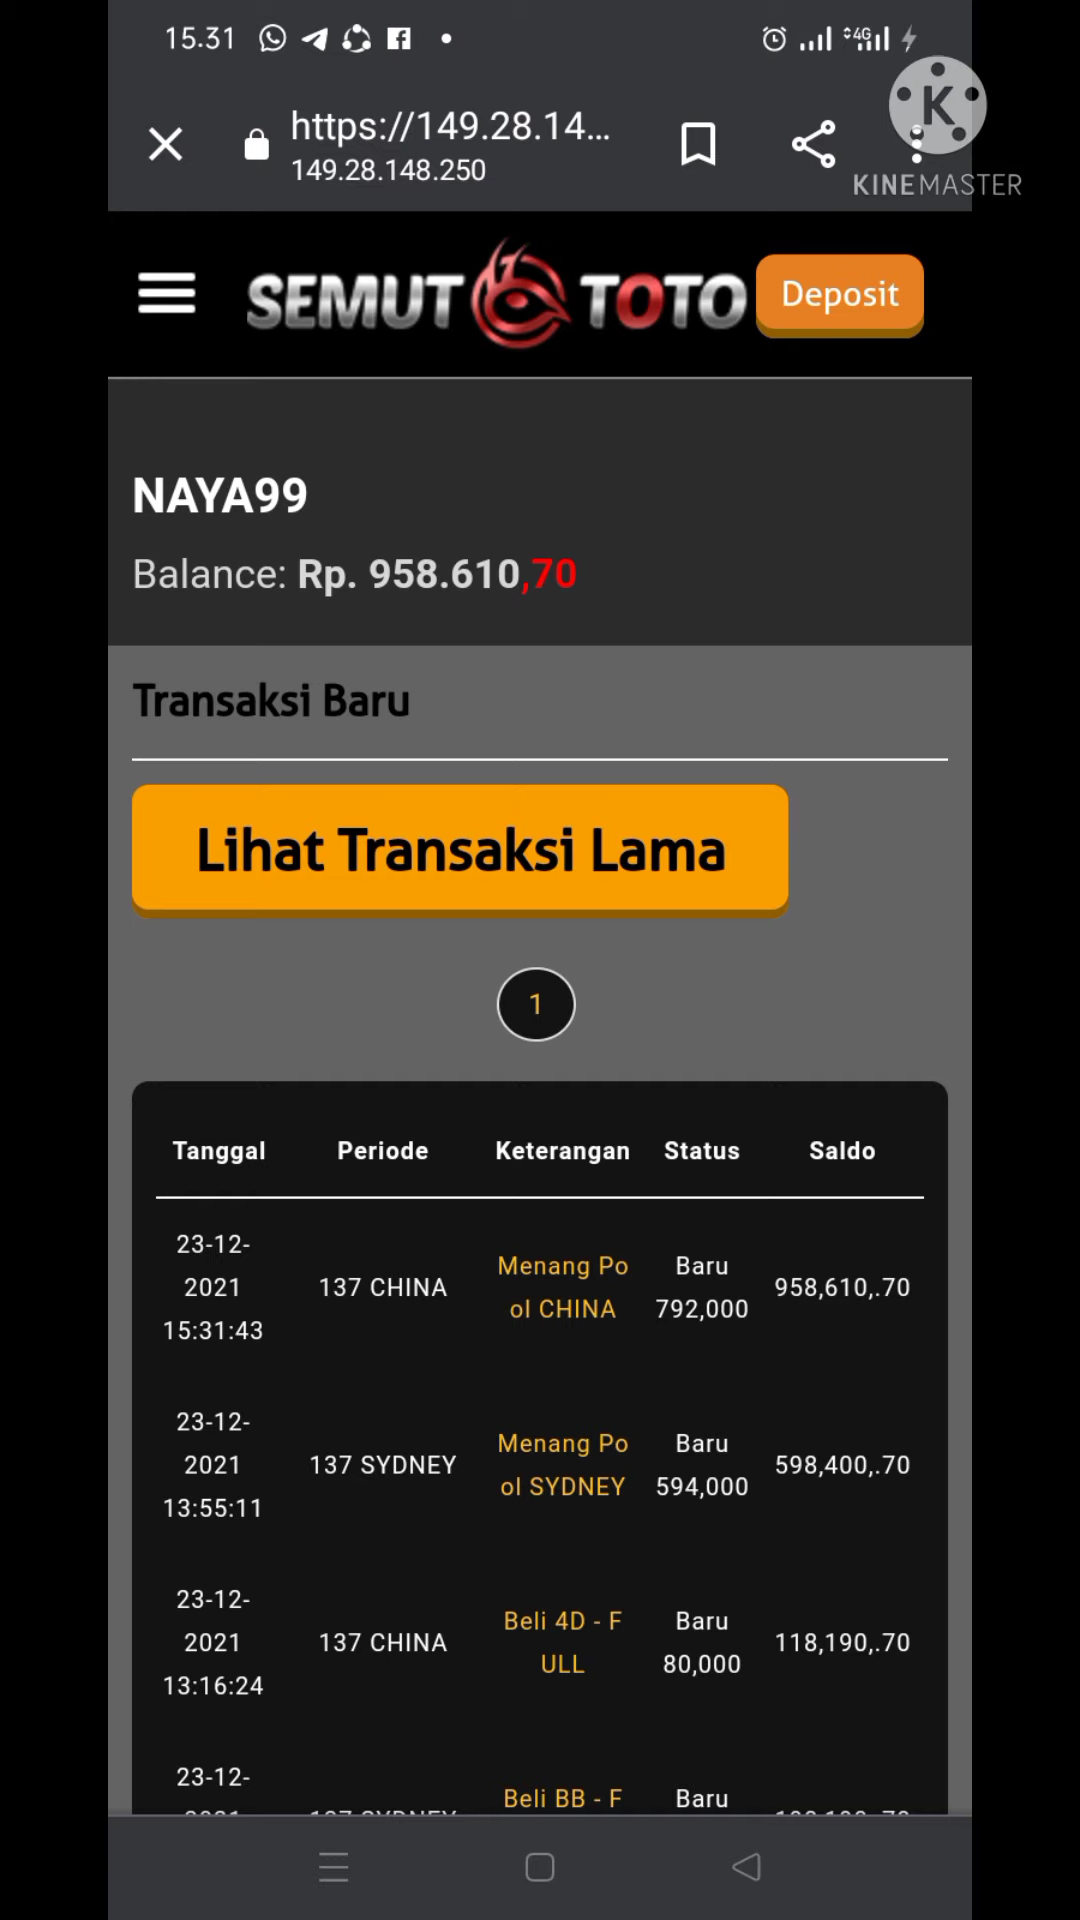 15.31
4G
https://149.28.14...
149.28.148.250
K
KINEMASTER
SEMUT TOTO
Deposit
NAYA99
Balance: Rp. 958.610,70
Transaksi Baru
Lihat Transaksi Lama
1
Tanggal Periode Keterangan Status Saldo
23-12-
2021
15:31:43
137 CHINA
Menang Po
ol CHINA
Baru
792,000
958,610,.70
23-12-
2021
13:55:11
137 SYDNEY
Menang Po
ol SYDNEY
Baru
594,000
598,400,.70
23-12-
2021
13:16:24
137 CHINA
Beli 4D - F
ULL
Baru
80,000
118,190,.70
23-12-
Beli BB - F
Baru